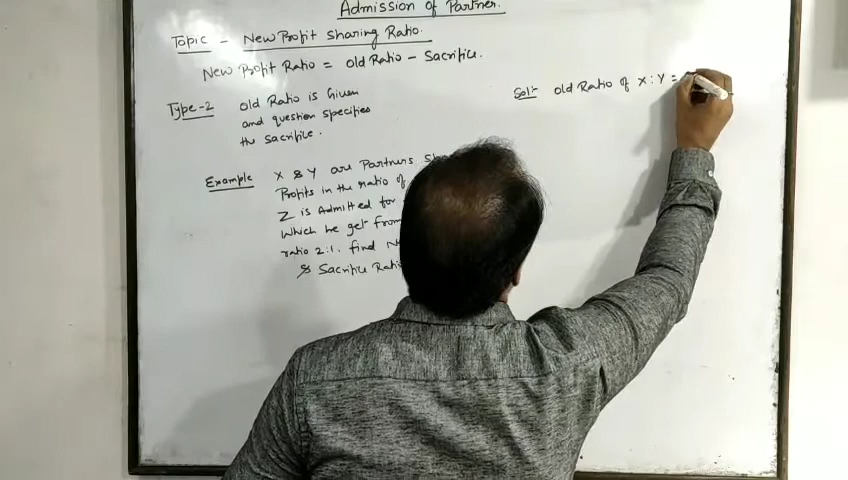 Admission of Partner.
Topic - New Profit sharing Ratio.
New Profit Ratio = old Ratio - Sacrifice.
Type-2 old Ratio is Given
and question specifies
the Sacrifice.
Example X & Y are Partners
Profits in the ratio of
Z is Admitted for
Which he get from
ratio 2:1. find
& Sacrifice
Sol:- old Ratio of X : Y =